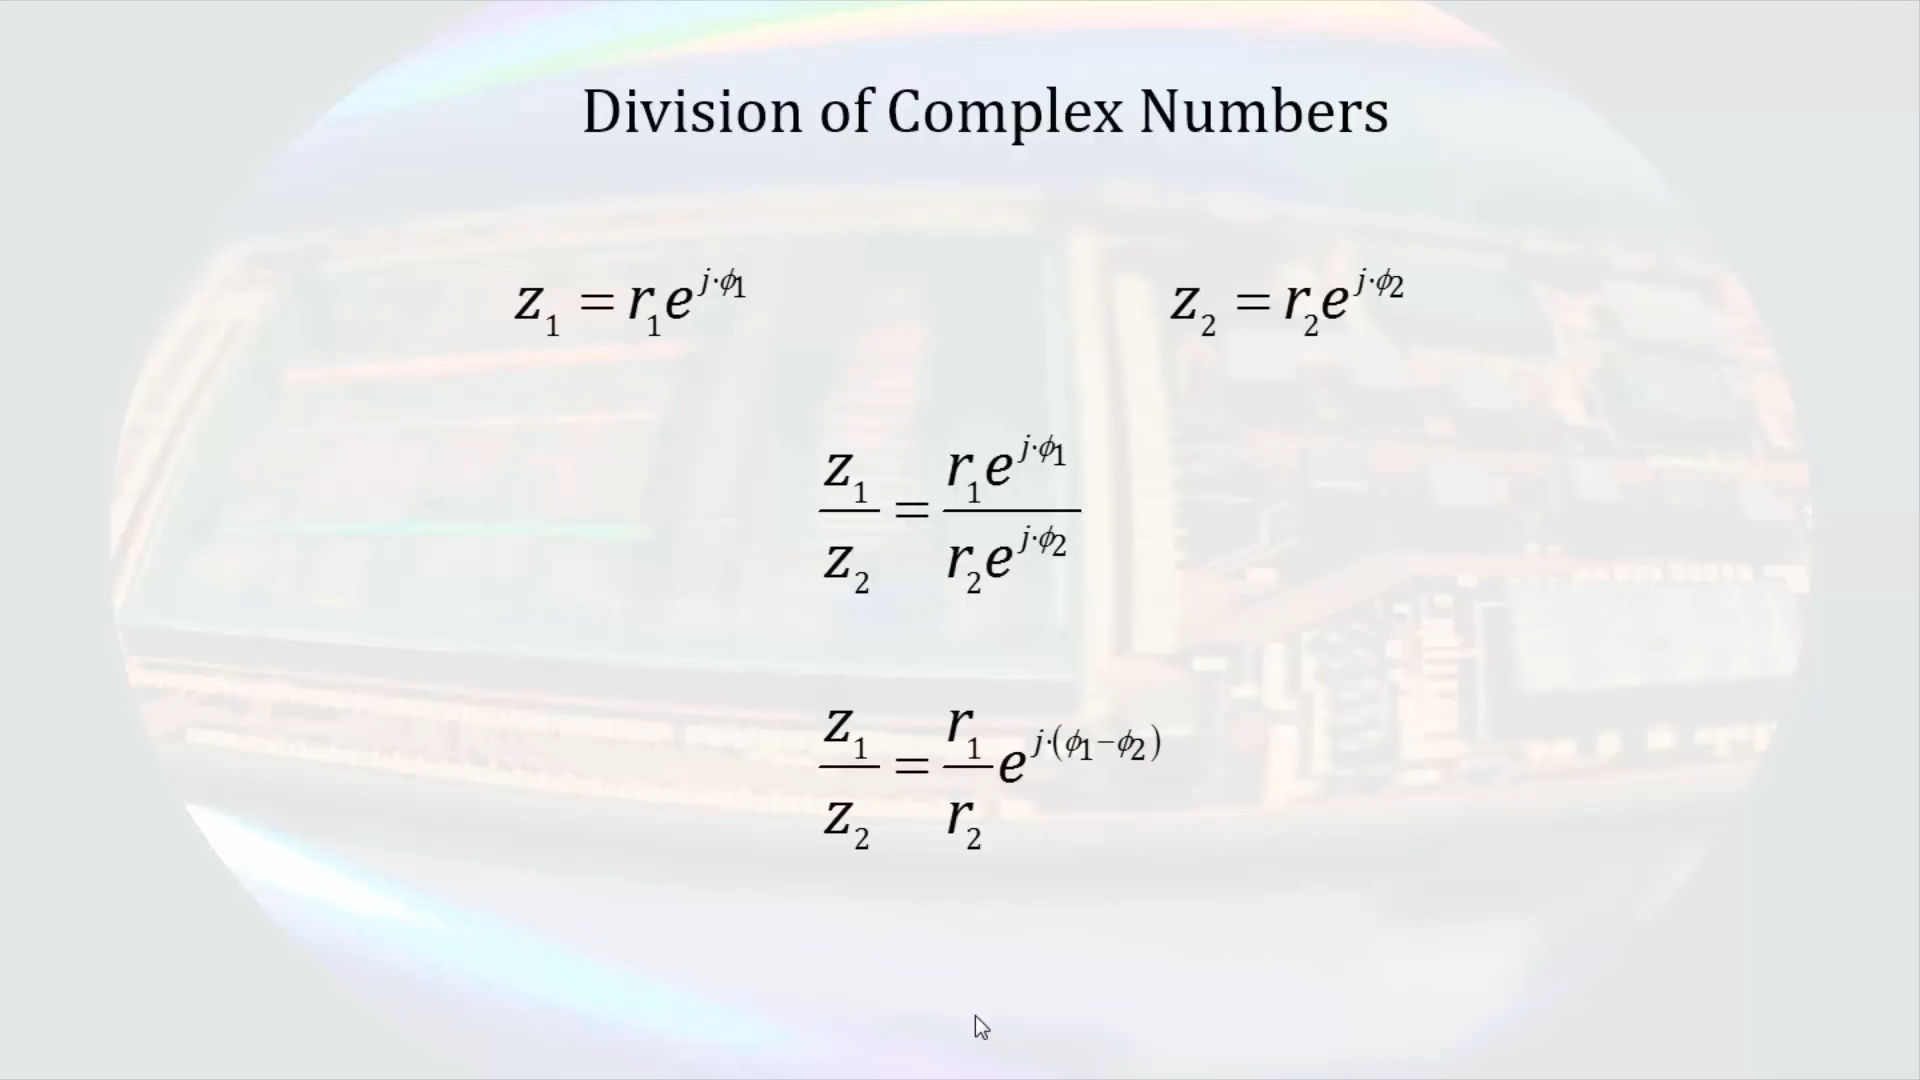 Division of Complex Numbers
z₁ = r₁e^{j·ϕ₁} z₂ = r₂e^{j·ϕ₂}
z₁/z₂ = r₁e^{j·ϕ₁}/r₂e^{j·ϕ₂}
z₁/z₂ = r₁/r₂ e^{j·(ϕ₁−ϕ₂)}